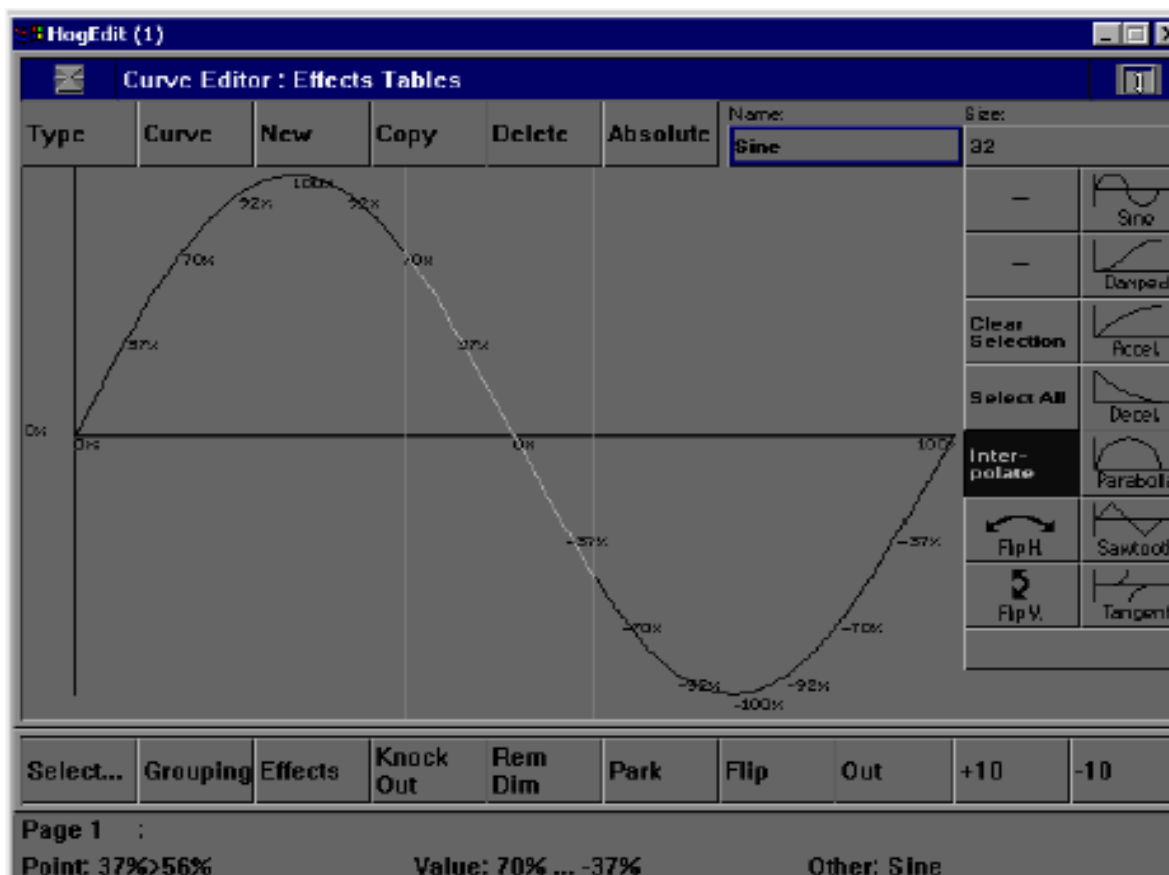 HogEdit (1)
Curve Editor : Effects Tables
Type Curve New Copy Delete Absolute
Name:
Sine
Size:
32
100%
92% 92%
70% 70%
37% 37%
0%
0% 0% 100%
-37% -37%
-70% -70%
-92% -92%
-100%
– Sine
– Damped
Clear Selection
Accel.
Select All
Decel.
Inter-
polate
Parabolla
Flip H.
Sawtooth
Flip V.
Tangent
Select... Grouping Effects Knock Out Rem Dim Park Flip Out +10 -10
Page 1 :
Point: 37%>56% Value: 70% ... -37% Other: Sine